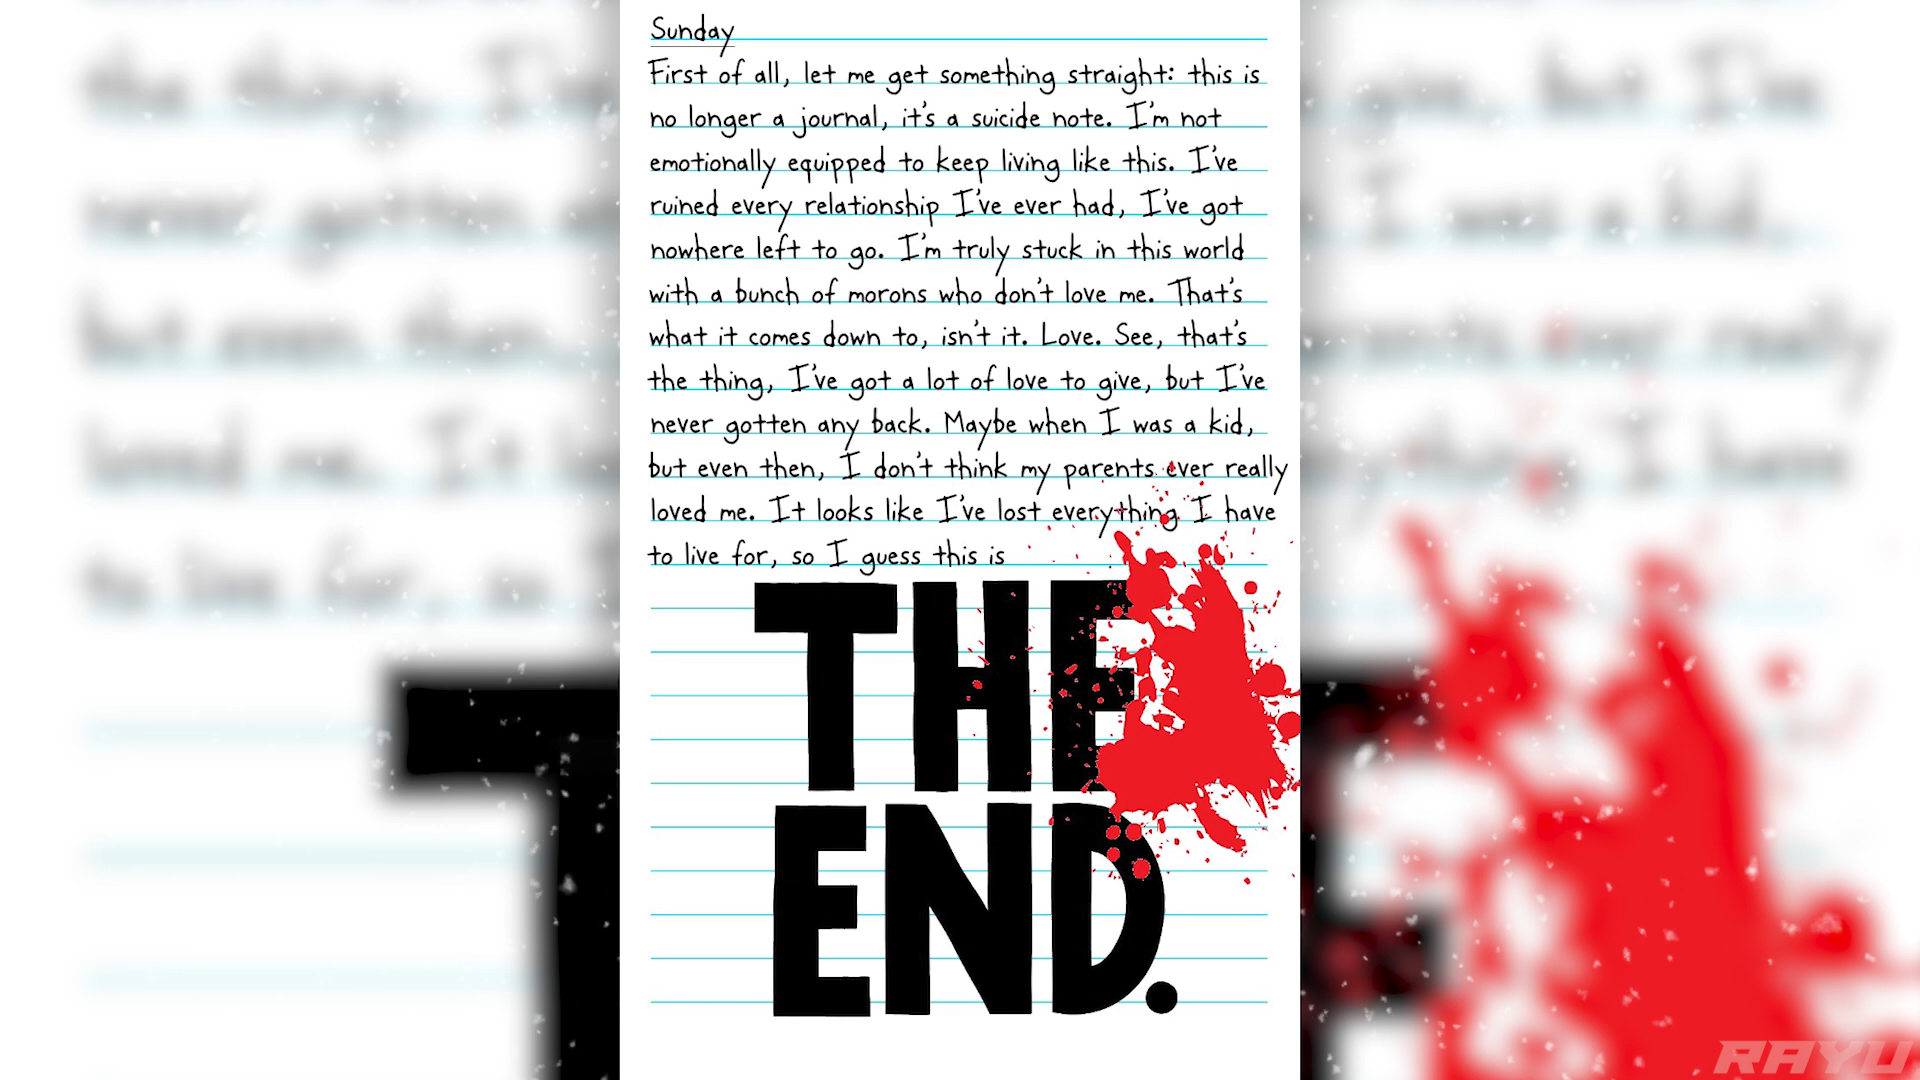 Sunday
First of all, let me get something straight: this is
no longer a journal, it's a suicide note. I'm not
emotionally equipped to keep living like this. I've
ruined every relationship I've ever had, I've got
nowhere left to go. I'm truly stuck in this world
with a bunch of morons who don't love me. That's
what it comes down to, isn't it. Love. See, that's
the thing, I've got a lot of love to give, but I've
never gotten any back. Maybe when I was a kid,
but even then, I don't think my parents ever really
loved me. It looks like I've lost everything I have
to live for, so I guess this is
THE
END.
RAYU